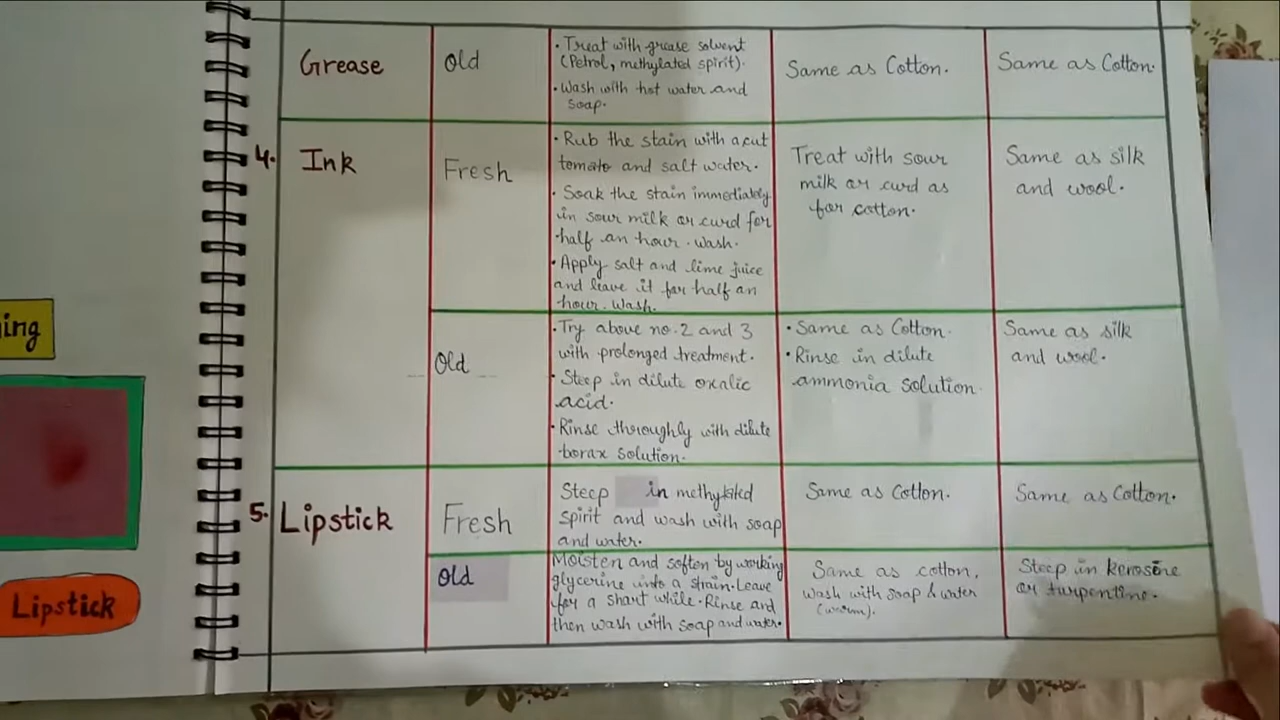 ing
Lipstick
Grease
Old
• Treat with grease solvent
(Petrol, methylated spirit).
• Wash with hot water and
soap.
Same as Cotton.
Same as Cotton.
4.
Ink
Fresh
• Rub the stain with a cut
tomato and salt water.
• Soak the stain immediately
in sour milk or curd for
half an hour. wash.
• Apply salt and lime juice
and leave it for half an
hour. Wash.
Treat with sour
milk or curd as
for cotton.
Same as silk
and wool.
Old
• Try above no. 2 and 3
with prolonged treatment.
• Steep in dilute oxalic
acid.
• Rinse throughly with dilute
borax solution.
• Same as Cotton.
• Rinse in dilute
ammonia solution.
Same as silk
and wool.
5.
Lipstick
Fresh
Steep in methylated
spirit and wash with soap
and water.
Same as Cotton.
Same as Cotton.
Old
Moisten and soften by working
glycerine into a strain. Leave
for a short while. Rinse and
then wash with soap and water.
Same as cotton,
wash with soap & water
(warm).
Steep in kerosine
or turpentine.